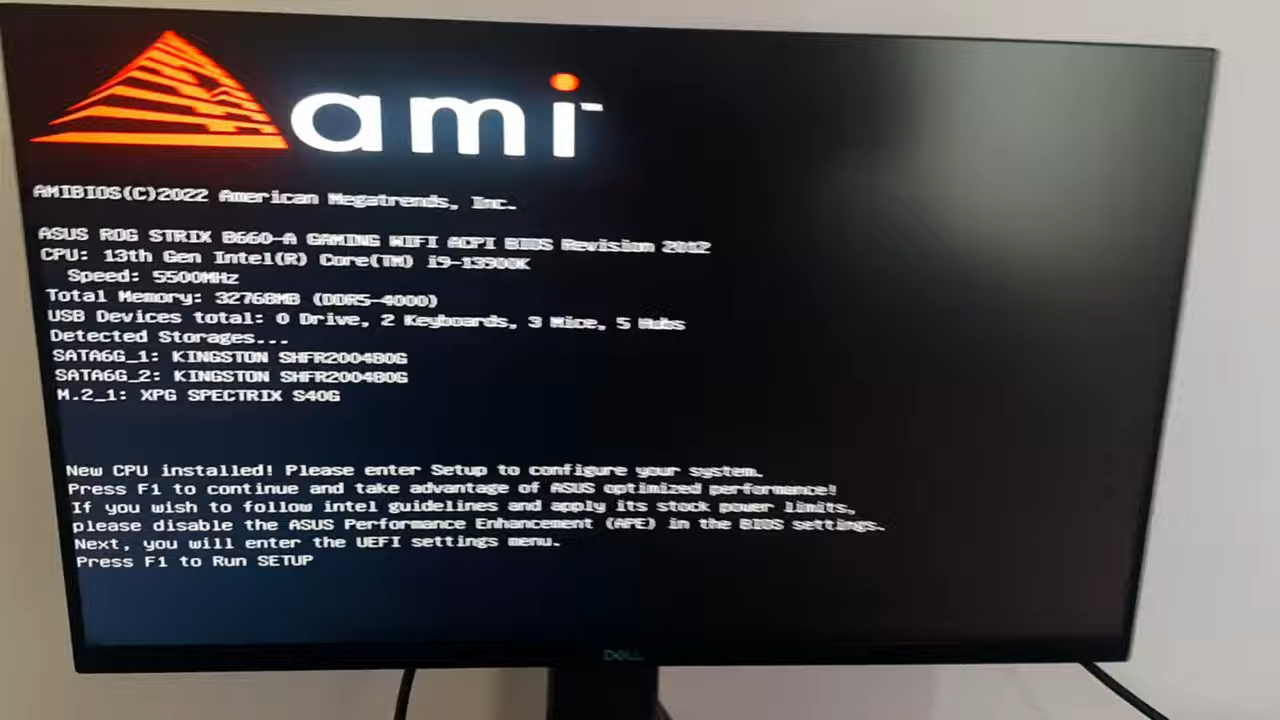 ami
AMIBIOS(C)2022 American Megatrends, Inc.
ASUS ROG STRIX B660-A GAMING WIFI ACPI BIOS Revision 2012
CPU: 13th Gen Intel(R) Core(TM) i9-13900K
Speed: 5500MHz
Total Memory: 32768MB (DDR5-4000)
USB Devices total: 0 Drive, 2 Keyboards, 3 Mice, 5 Hubs
Detected Storages...
SATA6G_1: KINGSTON SHFR200480G
SATA6G_2: KINGSTON SHFR200480G
M.2_1: XPG SPECTRIX S40G
New CPU installed! Please enter Setup to configure your system.
Press F1 to continue and take advantage of ASUS optimized performance!
If you wish to follow intel guidelines and apply its stock power limits,
please disable the ASUS Performance Enhancement (APE) in the BIOS settings.
Next, you will enter the UEFI settings menu.
Press F1 to Run SETUP
DELL